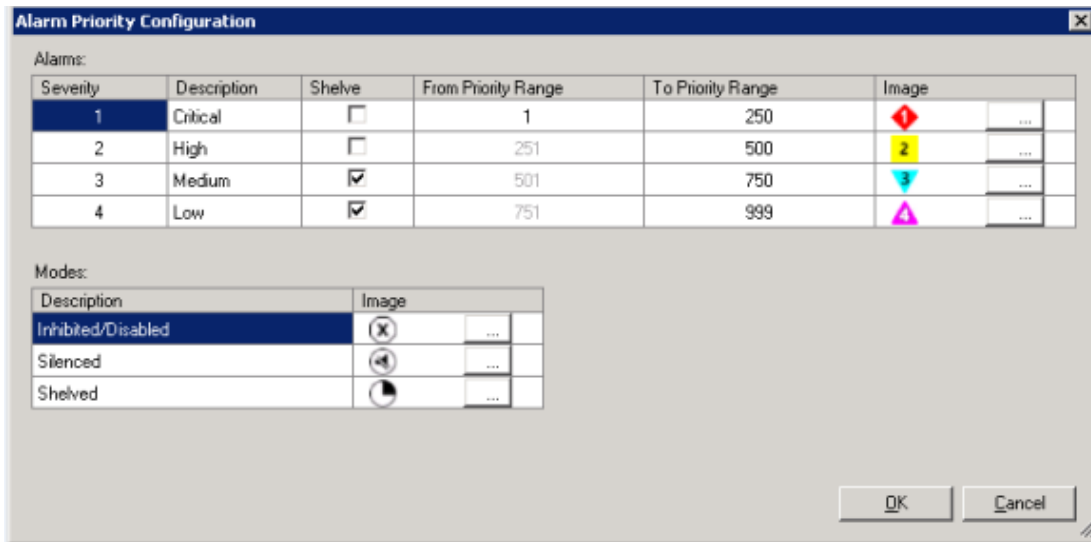 Alarm Priority Configuration
Alarms:
Severity Description Shelve From Priority Range To Priority Range Image
1 Critical 1 250 1 ...
2 High 251 500 2 ...
3 Medium 501 750 3 ...
4 Low 751 999 4 ...
Modes:
Description Image
Inhibited/Disabled X ...
Silenced ...
Shelved ...
OK Cancel